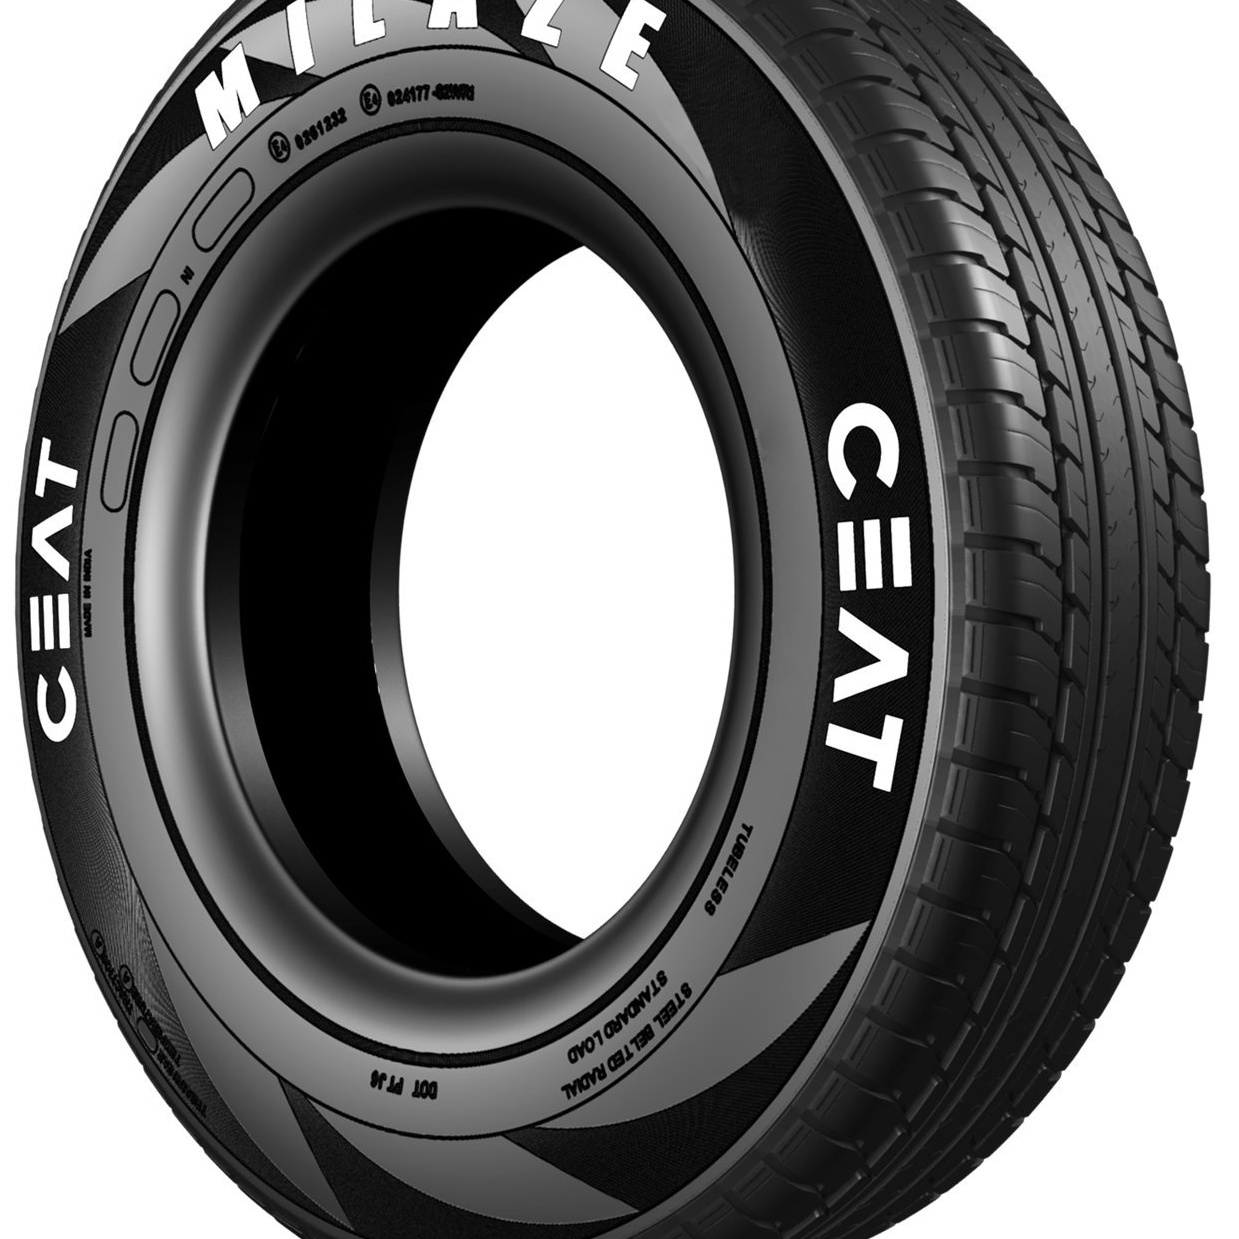 MILAZE
E4 0261232 E4 024177-S2WR1
NI
CEAT
MADE IN INDIA
CEAT
TUBELESS
STEEL BELTED RADIAL
STANDARD LOAD
DOT PT J6